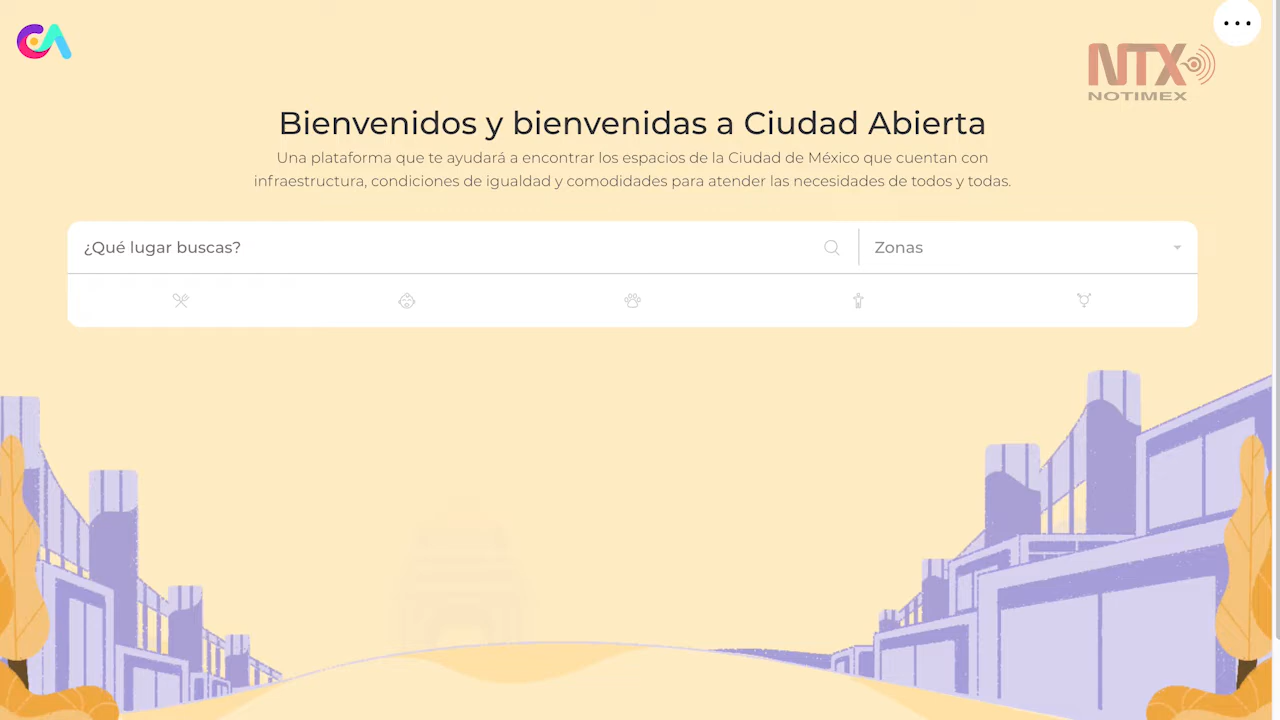 CA
NTX
NOTIMEX
Bienvenidos y bienvenidas a Ciudad Abierta
Una plataforma que te ayudará a encontrar los espacios de la Ciudad de México que cuentan con
infraestructura, condiciones de igualdad y comodidades para atender las necesidades de todos y todas.
¿Qué lugar buscas?
Zonas